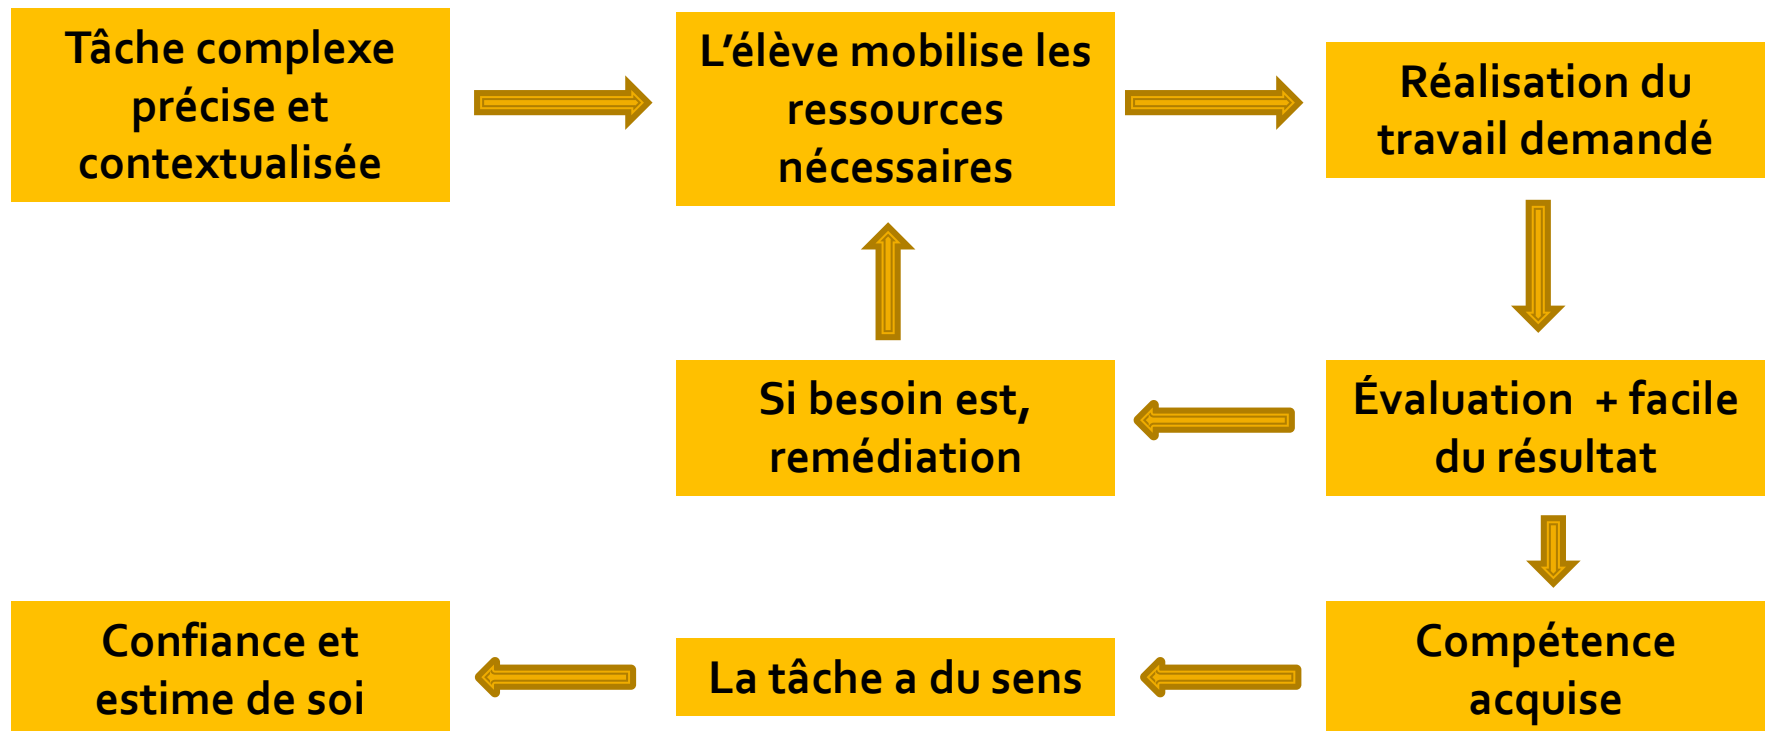 Tâche complexe
précise et
contextualisée
L’élève mobilise les
ressources
nécessaires
Réalisation du
travail demandé
Si besoin est,
remédiation
Évaluation + facile
du résultat
Confiance et
estime de soi
La tâche a du sens
Compétence
acquise